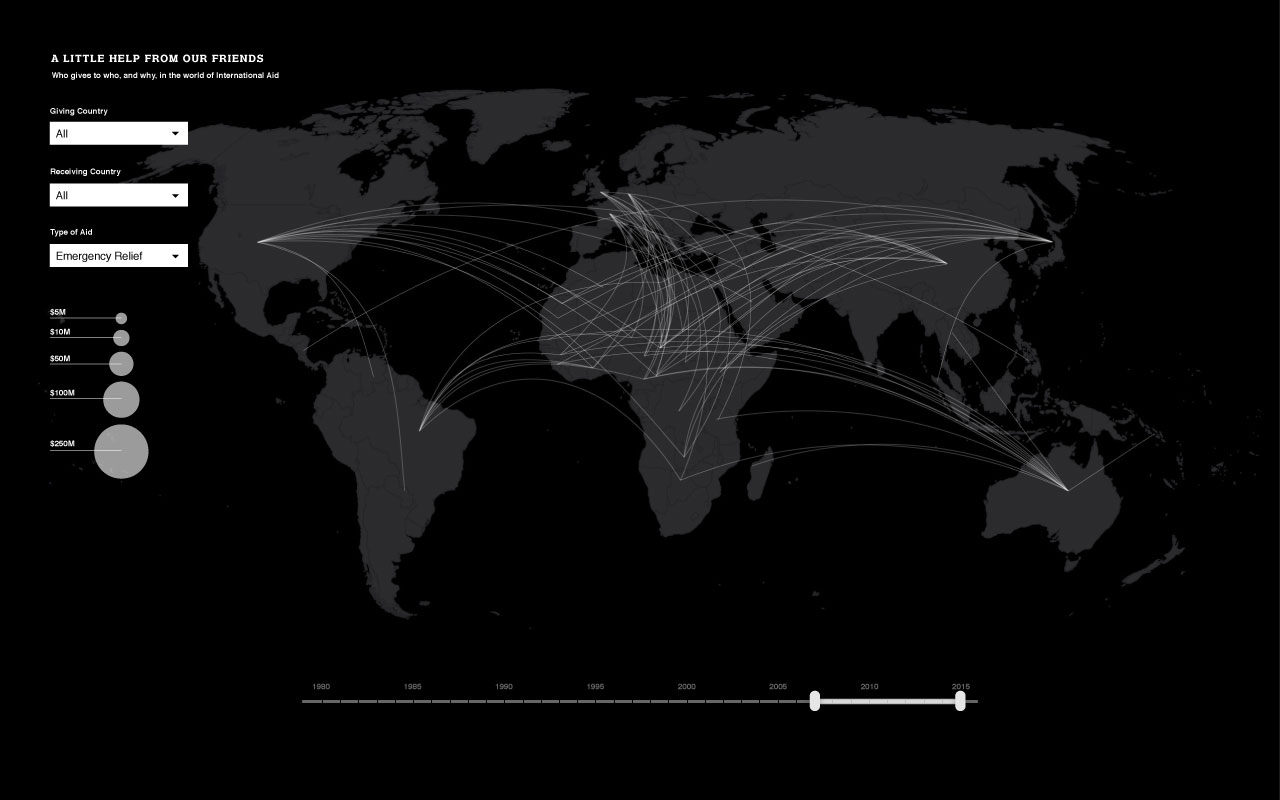 A LITTLE HELP FROM OUR FRIENDS
Who gives to who, and why, in the world of International Aid
Giving Country
All
Receiving Country
All
Type of Aid
Emergency Relief
$5M
$10M
$50M
$100M
$250M
1980 1985 1990 1995 2000 2005 2010 2015